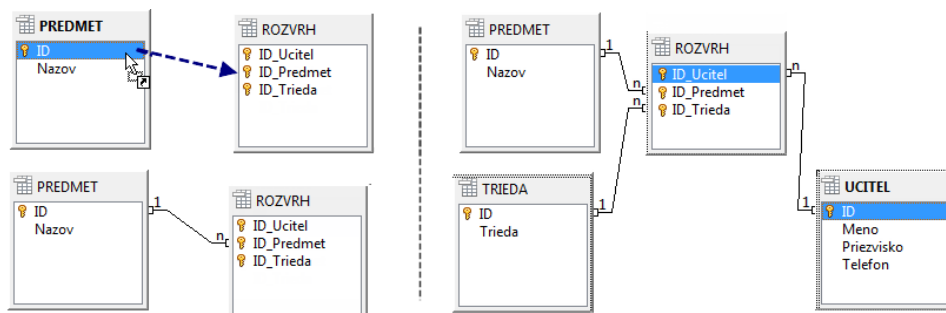 PREDMET
ID
Nazov
ROZVRH
ID_Ucitel
ID_Predmet
ID_Trieda
PREDMET
ID
Nazov
1
n
ROZVRH
ID_Ucitel
ID_Predmet
ID_Trieda
PREDMET
ID
Nazov
1
n
n
ROZVRH
ID_Ucitel
ID_Predmet
ID_Trieda
n
TRIEDA
ID
Trieda
1
1
UCITEL
ID
Meno
Priezvisko
Telefon